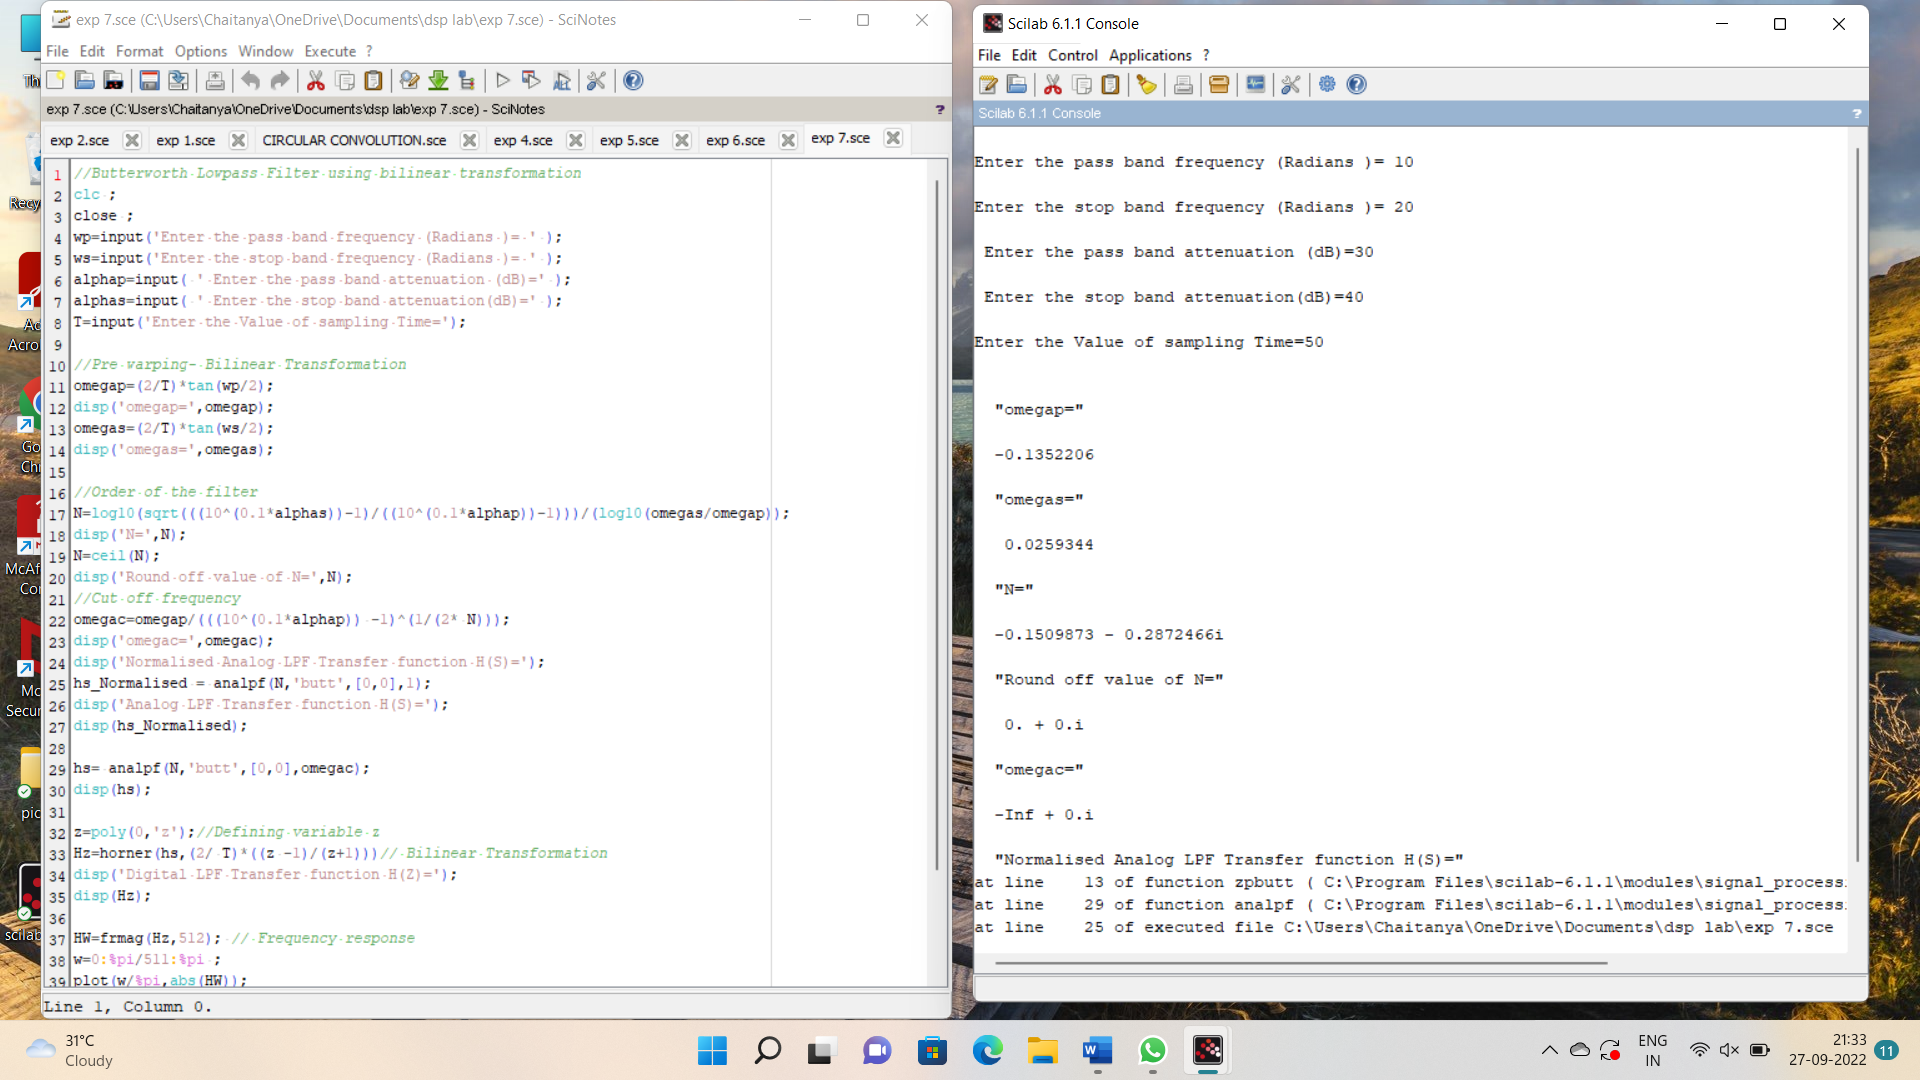 exp 7.sce (C:\Users\Chaitanya\OneDrive\Documents\dsp lab\exp 7.sce) - SciNotes
File Edit Format Options Window Execute ?
exp 7.sce (C:\Users\Chaitanya\OneDrive\Documents\dsp lab\exp 7.sce) - SciNotes ?
exp 2.sce exp 1.sce CIRCULAR CONVOLUTION.sce exp 4.sce exp 5.sce exp 6.sce exp 7.sce
1 //Butterworth Lowpass Filter using bilinear transformation
2 clc ;
3 close ;
4 wp=input('Enter the pass band frequency (Radians )= ' );
5 ws=input('Enter the stop band frequency (Radians )= ' );
6 alphap=input( ' Enter the pass band attenuation (dB)=' );
7 alphas=input( ' Enter the stop band attenuation(dB)=' );
8 T=input('Enter the Value of sampling Time=');
9
10 //Pre warping- Bilinear Transformation
11 omegap=(2/T)*tan(wp/2);
12 disp('omegap=',omegap);
13 omegas=(2/T)*tan(ws/2);
14 disp('omegas=',omegas);
15
16 //Order of the filter
17 N=log10(sqrt(((10^(0.1*alphas))-1)/((10^(0.1*alphap))-1)))/(log10(omegas/omegap));
18 disp('N=',N);
19 N=ceil(N);
20 disp('Round off value of N=',N);
21 //Cut off frequency
22 omegac=omegap/(((10^(0.1*alphap)) -1)^(1/(2* N)));
23 disp('omegac=',omegac);
24 disp('Normalised Analog LPF Transfer function H(S)=');
25 hs_Normalised = analpf(N,'butt',[0,0],1);
26 disp('Analog LPF Transfer function H(S)=');
27 disp(hs_Normalised);
28
29 hs= analpf(N,'butt',[0,0],omegac);
30 disp(hs);
31
32 z=poly(0,'z');//Defining variable z
33 Hz=horner(hs,(2/ T)*((z -1)/(z+1)))// Bilinear Transformation
34 disp('Digital LPF Transfer function H(Z)=');
35 disp(Hz);
36
37 HW=frmag(Hz,512); // Frequency response
38 w=0:%pi/511:%pi ;
39 plot(w/%pi,abs(HW));
Line 1, Column 0.
Scilab 6.1.1 Console
File Edit Control Applications ?
Scilab 6.1.1 Console ?
Enter the pass band frequency (Radians )= 10
Enter the stop band frequency (Radians )= 20
Enter the pass band attenuation (dB)=30
Enter the stop band attenuation(dB)=40
Enter the Value of sampling Time=50
"omegap="
-0.1352206
"omegas="
0.0259344
"N="
-0.1509873 - 0.2872466i
"Round off value of N="
0. + 0.i
"omegac="
-Inf + 0.i
"Normalised Analog LPF Transfer function H(S)="
at line 13 of function zpbutt ( C:\Program Files\scilab-6.1.1\modules\signal_process
at line 29 of function analpf ( C:\Program Files\scilab-6.1.1\modules\signal_process
at line 25 of executed file C:\Users\Chaitanya\OneDrive\Documents\dsp lab\exp 7.sce
Th
Recy
Ac
Acro
Go
Ch
McAf
Co
Mc
Secur
pic
scilab
31°C
Cloudy
ENG
IN
21:33
27-09-2022
11